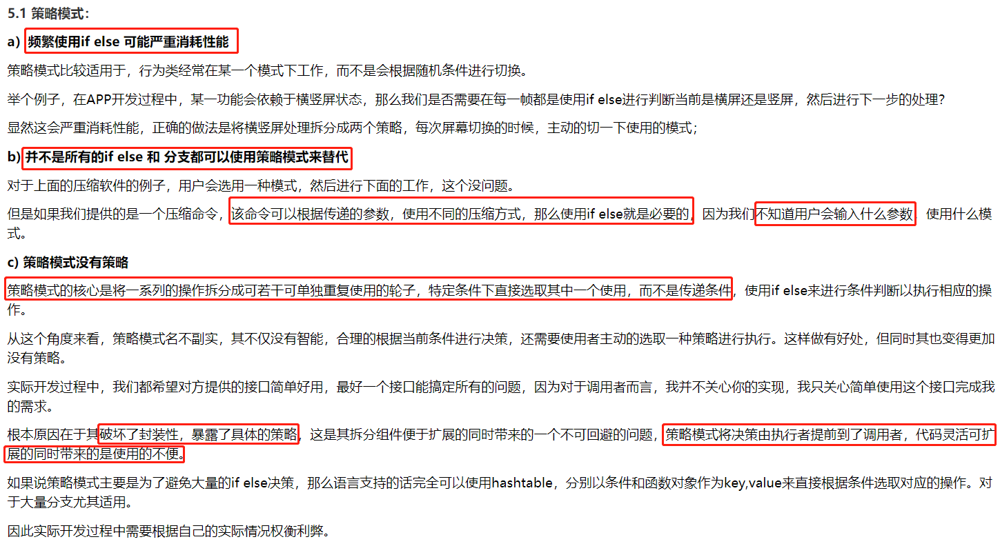 5.1 策略模式：
a) 频繁使用if else 可能严重消耗性能
策略模式比较适用于，行为类经常在某一个模式下工作，而不是会根据随机条件进行切换。
举个例子，在APP开发过程中，某一功能会依赖于横竖屏状态，那么我们是否需要在每一帧都是使用if else进行判断当前是横屏还是竖屏，然后进行下一步的处理？
显然这会严重消耗性能，正确的做法是将横竖屏处理拆分成两个策略，每次屏幕切换的时候，主动的切一下使用的模式；
b) 并不是所有的if else 和 分支都可以使用策略模式来替代
对于上面的压缩软件的例子，用户会选用一种模式，然后进行下面的工作，这个没问题。
但是如果我们提供的是一个压缩命令，该命令可以根据传递的参数，使用不同的压缩方式，那么使用if else就是必要的，因为我们不知道用户会输入什么参数，使用什么模
式。
c) 策略模式没有策略
策略模式的核心是将一系列的操作拆分成可若干可单独重复使用的轮子，特定条件下直接选取其中一个使用，而不是传递条件，使用if else来进行条件判断以执行相应的操
作。
从这个角度来看，策略模式名不副实，其不仅没有智能，合理的根据当前条件进行决策，还需要使用者主动的选取一种策略进行执行。这样做有好处，但同时其也变得更加
没有策略。
实际开发过程中，我们都希望对方提供的接口简单好用，最好一个接口能搞定所有的问题，因为对于调用者而言，我并不关心你的实现，我只关心简单使用这个接口完成我
的需求。
根本原因在于其破坏了封装性，暴露了具体的策略，这是其拆分组件便于扩展的同时带来的一个不可回避的问题，策略模式将决策由执行者提前到了调用者，代码灵活可扩
展的同时带来的是使用的不便。
如果说策略模式主要是为了避免大量的if else决策，那么语言支持的话完全可以使用hashtable，分别以条件和函数对象作为key,value来直接根据条件选取对应的操作。对
于大量分支尤其适用。
因此实际开发过程中需要根据自己的实际情况权衡利弊。